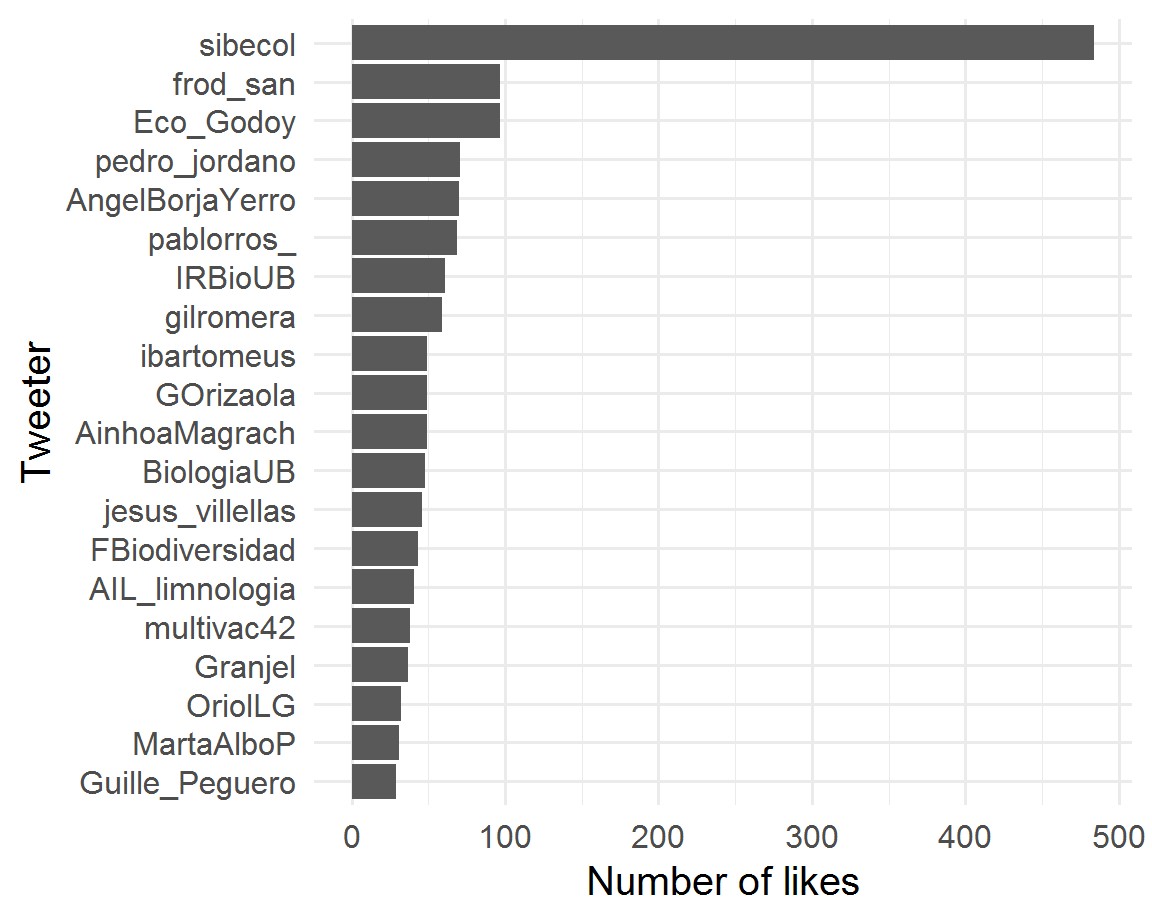 sibecol
frod_san
Eco_Godoy
pedro_jordano
AngelBorjaYerro
pablorros_
IRBioUB
gilromera
ibartomeus
GOrizaola
AinhoaMagrach
BiologiaUB
jesus_villellas
FBiodiversidad
AIL_limnologia
multivac42
Granjel
OriolLG
MartaAlboP
Guille_Peguero
Tweeter
0 100 200 300 400 500
Number of likes